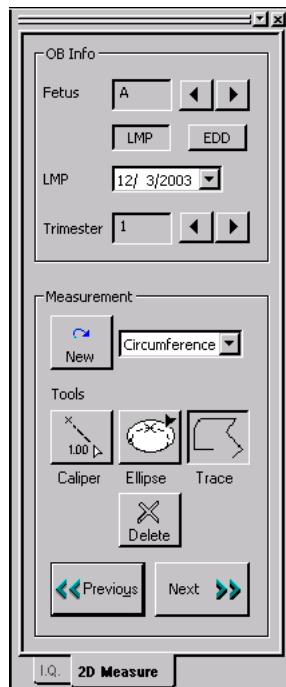 OB Info
Fetus A
LMP EDD
LMP 12/ 3/2003
Trimester 1
Measurement
New Circumference
Tools
1.00
Caliper Ellipse Trace
Delete
Previous Next
I.Q. 2D Measure